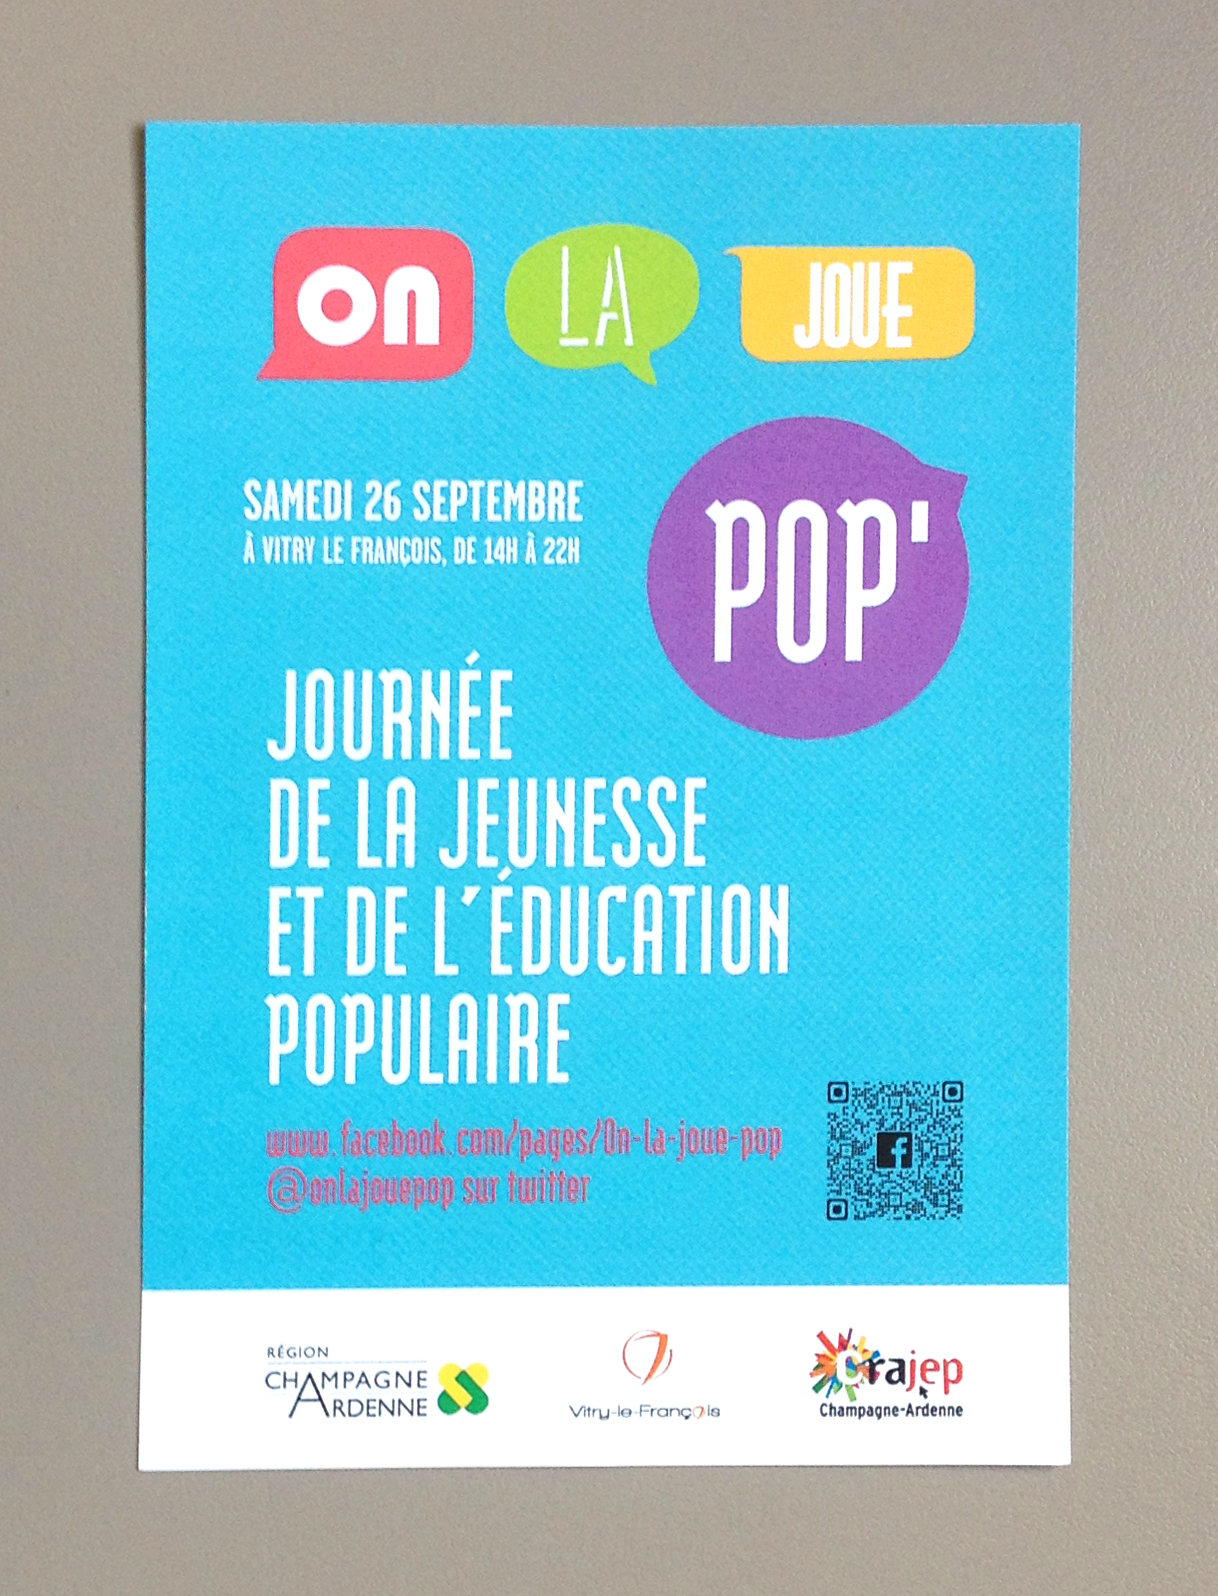 ON LA JOUE
POP'
SAMEDI 26 SEPTEMBRE
À VITRY LE FRANÇOIS, DE 14H À 22H
JOURNÉE
DE LA JEUNESSE
ET DE L'ÉDUCATION
POPULAIRE
www.facebook.com/pages/On-la-joue-pop
@onlajouepop sur twitter
RÉGION
CHAMPAGNE
ARDENNE
Vitry-le-François
crajep
Champagne-Ardenne